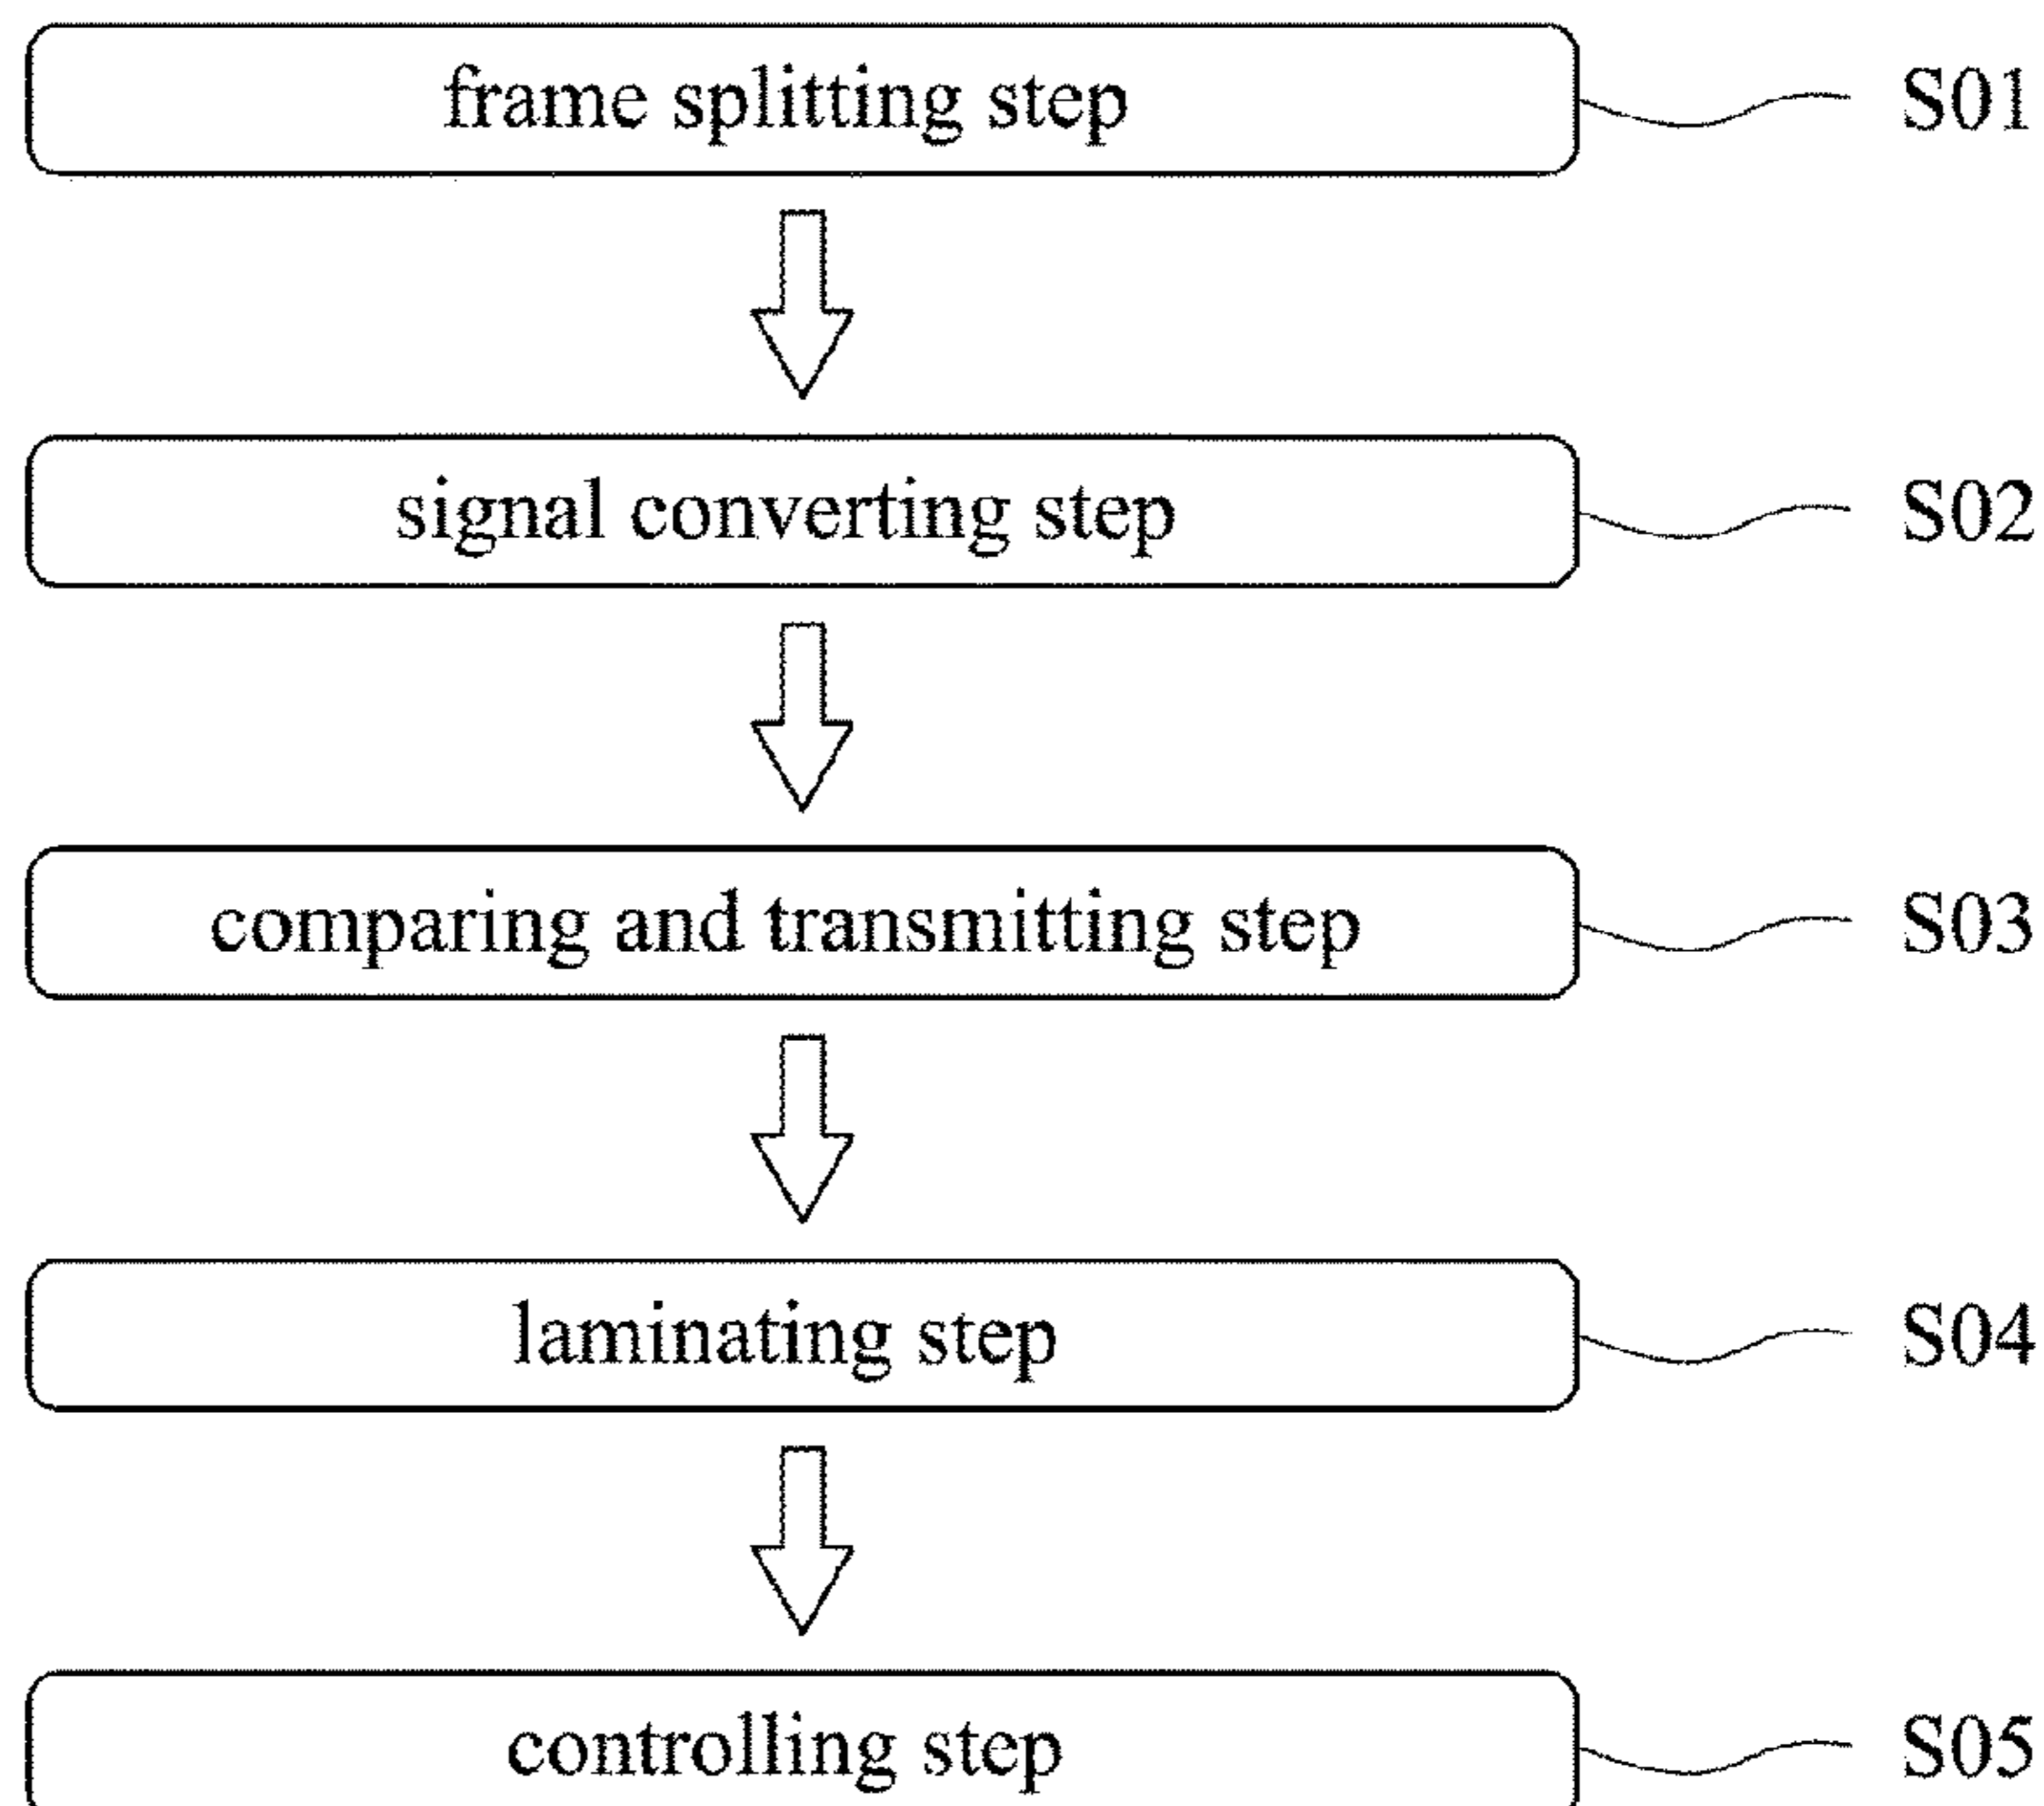 frame splitting step S01
signal converting step S02
comparing and transmitting step S03
laminating step S04
controlling step S05